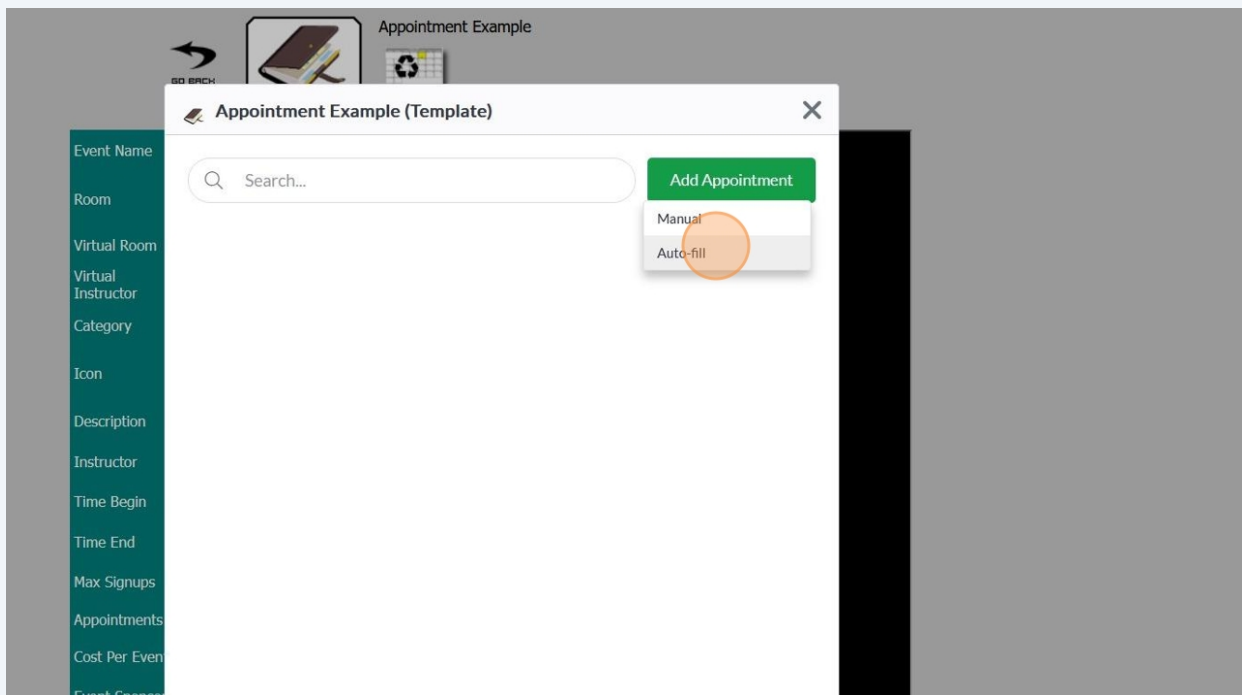 Appointment Example
GO BACK
Appointment Example (Template)
Event Name
Search...
Add Appointment
Room
Manual
Virtual Room
Auto-fill
Virtual
Instructor
Category
Icon
Description
Instructor
Time Begin
Time End
Max Signups
Appointments
Cost Per Even